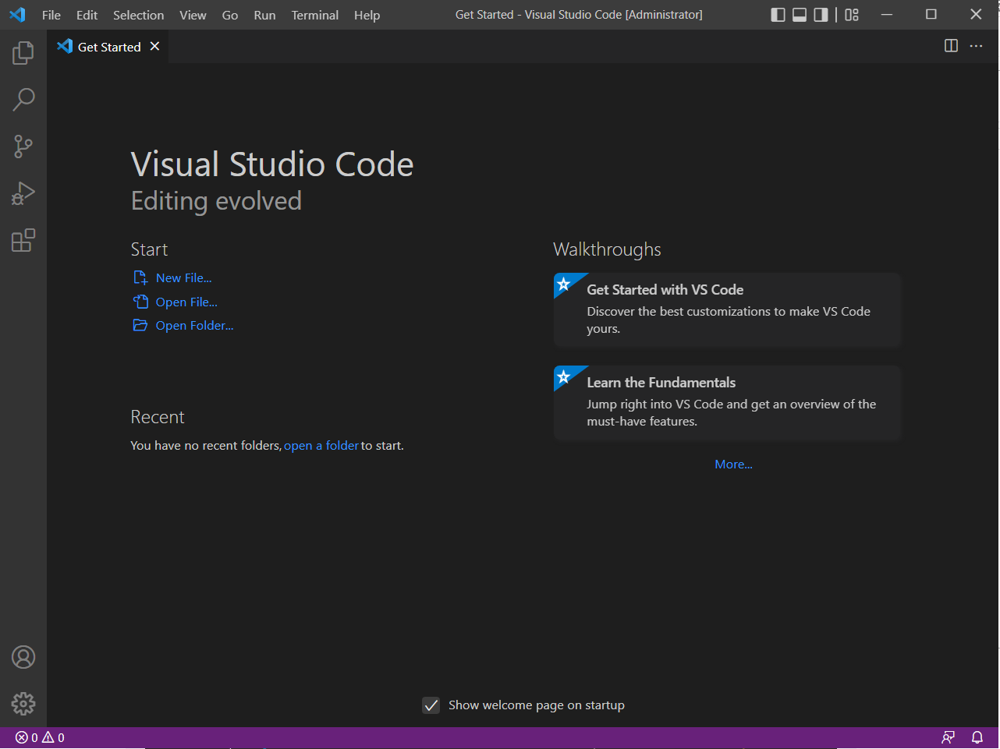 File Edit Selection View Go Run Terminal Help Get Started - Visual Studio Code [Administrator]
Get Started
Visual Studio Code
Editing evolved
Start
New File...
Open File...
Open Folder...
Recent
You have no recent folders, open a folder to start.
Walkthroughs
Get Started with VS Code
Discover the best customizations to make VS Code
yours.
Learn the Fundamentals
Jump right into VS Code and get an overview of the
must-have features.
More...
Show welcome page on startup
0 0